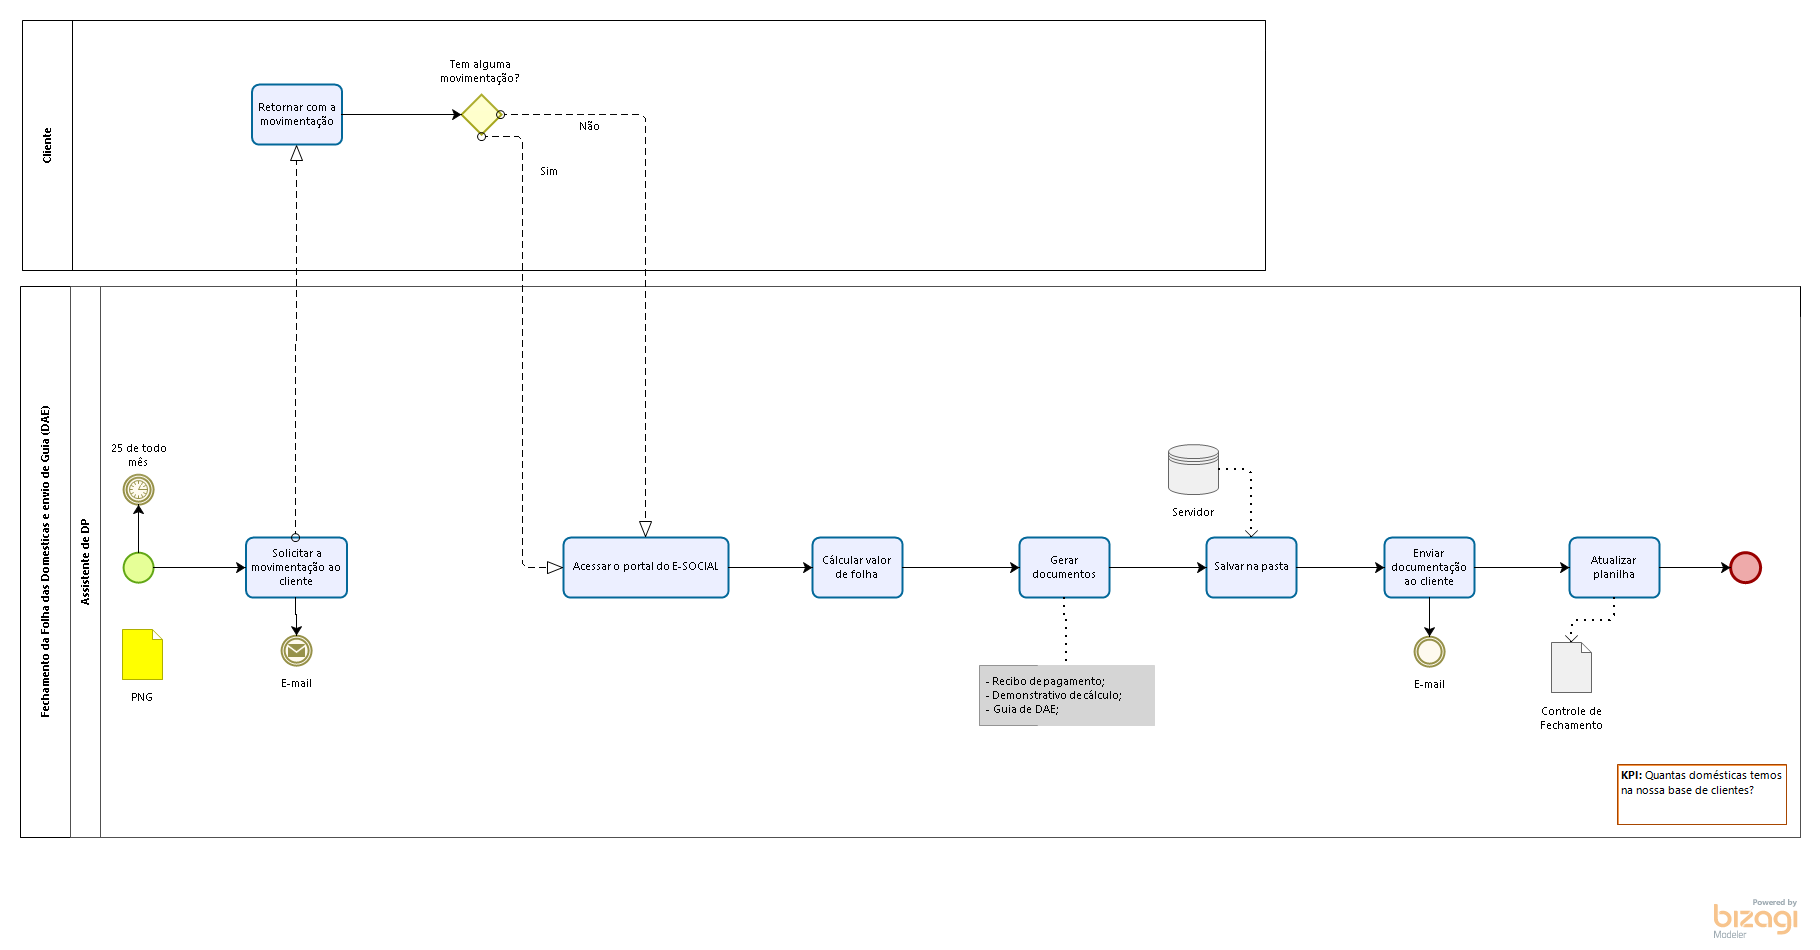 Cliente
Tem alguma
movimentação?
Retornar com a
movimentação
Não
Sim
Fechamento da Folha das Domesticas e envio de Guia (DAE)
Assistente de DP
25 de todo
mês
Solicitar a
movimentação ao
cliente
E-mail
PNG
Acessar o portal do E-SOCIAL
Cálcular valor
de folha
Gerar
documentos
- Recibo de pagamento;
- Demonstrativo de cálculo;
- Guia de DAE;
Servidor
Salvar na pasta
Enviar
documentação
ao cliente
E-mail
Atualizar
planilha
Controle de
Fechamento
KPI: Quantas domésticas temos
na nossa base de clientes?
Powered by
bizagi
Modeler